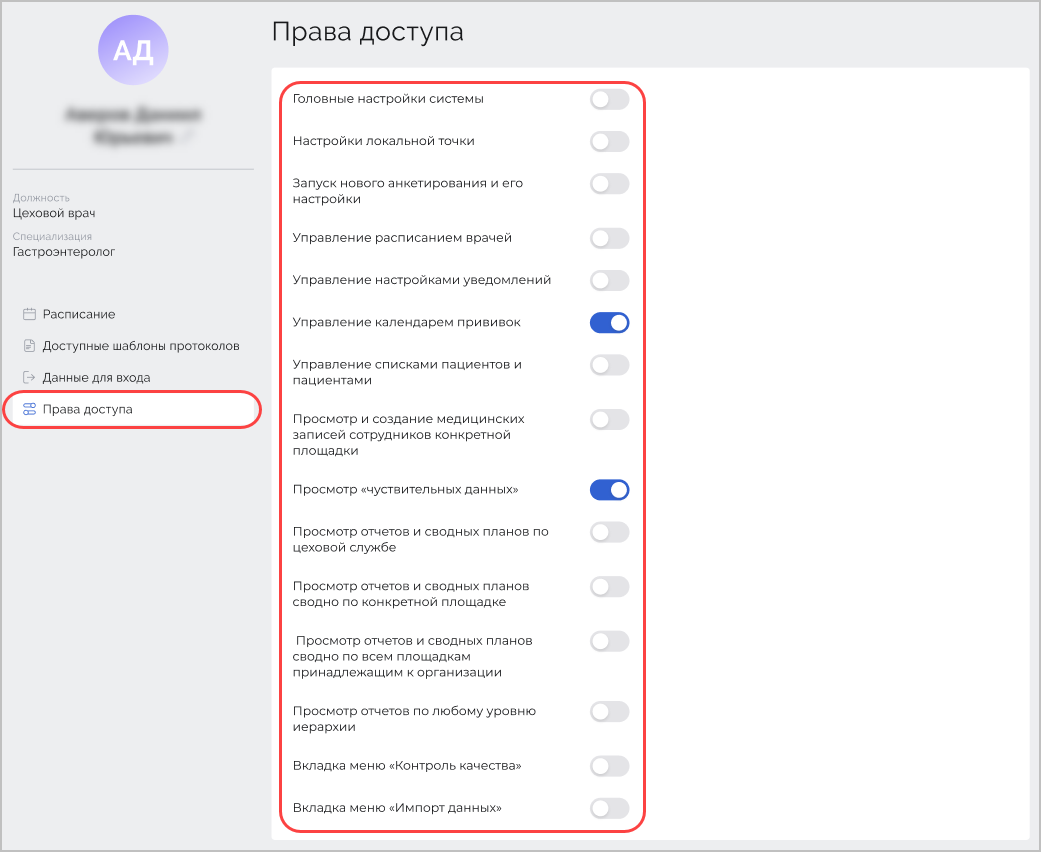 АД
Должность
Цеховой врач
Специализация
Гастроэнтеролог
Расписание
Доступные шаблоны протоколов
Данные для входа
Права доступа
Права доступа
Головные настройки системы
Настройки локальной точки
Запуск нового анкетирования и его
настройки
Управление расписанием врачей
Управление настройками уведомлений
Управление календарем прививок
Управление списками пациентов и
пациентами
Просмотр и создание медицинских
записей сотрудников конкретной
площадки
Просмотр «чуствительных данных»
Просмотр отчетов и сводных планов по
цеховой службе
Просмотр отчетов и сводных планов
сводно по конкретной площадке
Просмотр отчетов и сводных планов
сводно по всем площадкам
принадлежащим к организации
Просмотр отчетов по любому уровню
иерархии
Вкладка меню «Контроль качества»
Вкладка меню «Импорт данных»